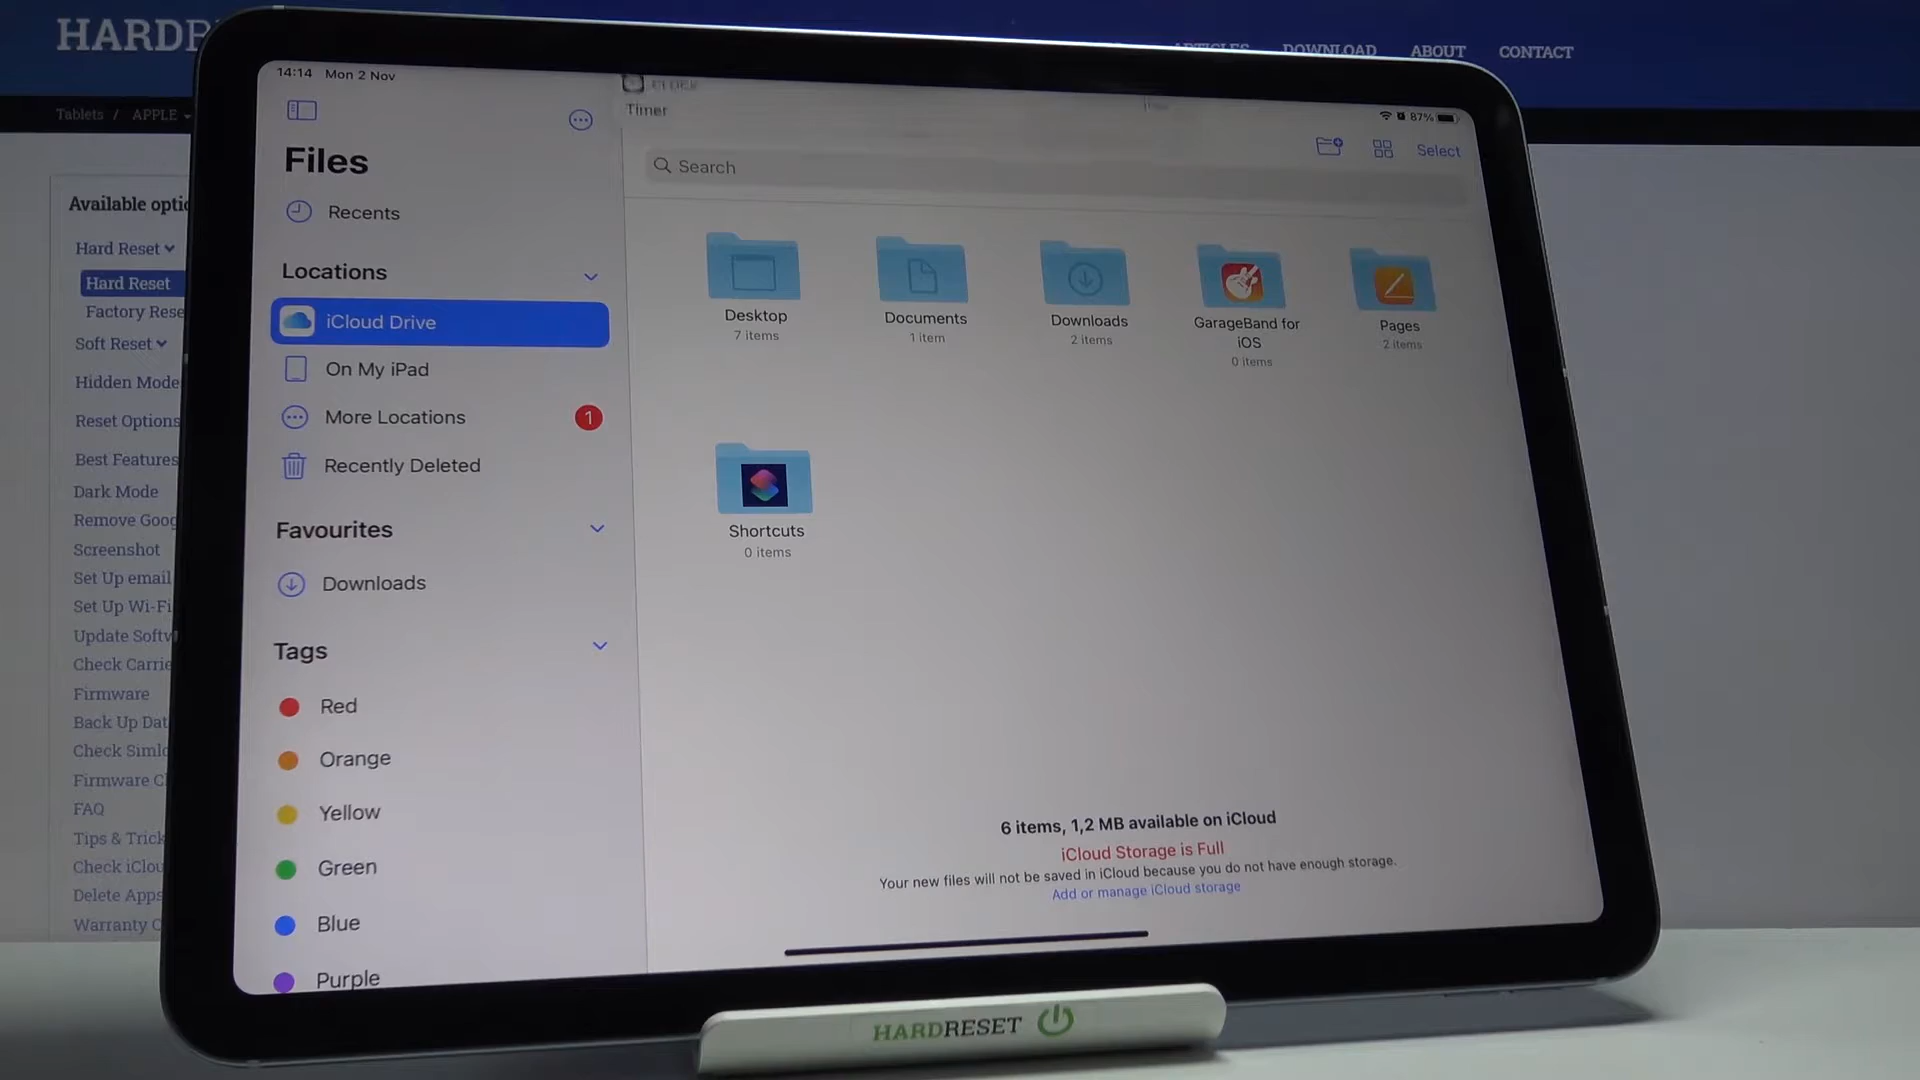 HARDR
ARTICLES
DOWNLOAD
ABOUT
CONTACT
Tablets / APPLE
Available optio
Hard Reset
Hard Reset
Factory Rese
Soft Reset
Hidden Mode
Reset Options
Best Features
Dark Mode
Remove Goog
Screenshot
Set Up email
Set Up Wi-Fi
Update Softw
Check Carrie
Firmware
Back Up Dat
Check Simlo
Firmware C
FAQ
Tips & Trick
Check iClou
Delete Apps
Warranty C
14:14 Mon 2 Nov
Files
Recents
Locations
iCloud Drive
On My iPad
More Locations
1
Recently Deleted
Favourites
Downloads
Tags
Red
Orange
Yellow
Green
Blue
Purple
CLOCK
Timer
87%
Select
Search
Desktop
7 items
Documents
1 item
Downloads
2 items
GarageBand for
iOS
0 items
Pages
2 items
Shortcuts
0 items
6 items, 1,2 MB available on iCloud
iCloud Storage is Full
Your new files will not be saved in iCloud because you do not have enough storage.
Add or manage iCloud storage
HARDRESET